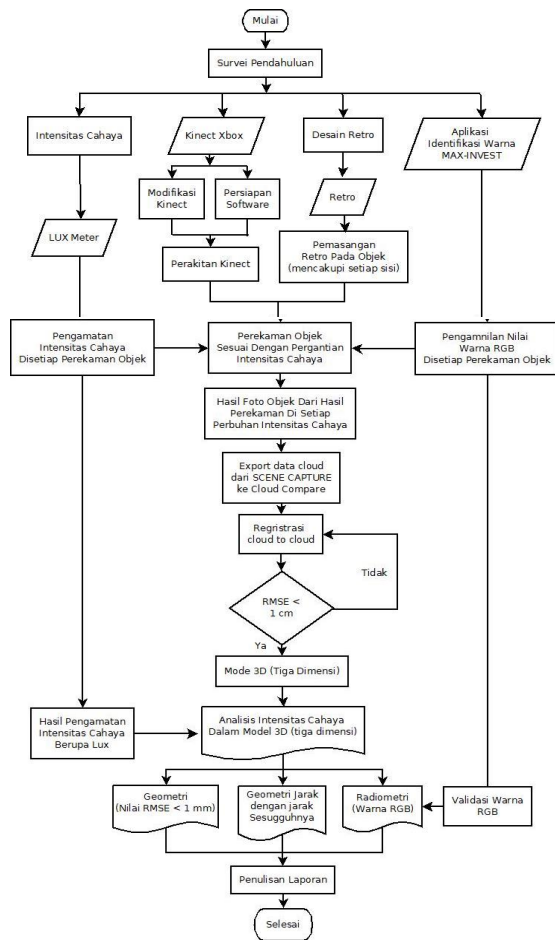 Mulai
Survei Pendahuluan
Intensitas Cahaya
Kinect Xbox
Desain Retro
Aplikasi
Identifikasi Warna
MAX-INVEST
Modifikasi
Kinect
Persiapan
Software
Retro
LUX Meter
Perakitan Kinect
Pemasangan
Retro Pada Objek
(mencakupi setiap sisi)
Pengamatan
Intensitas Cahaya
Disetiap Perekaman Objek
Perekaman Objek
Sesuai Dengan Pergantian
Intensitas Cahaya
Pengamnilan Nilai
Warna RGB
Disetiap Perekaman Objek
Hasil Foto Objek Dari Hasil
Perekaman Di Setiap
Perbuhan Intensitas Cahaya
Export data cloud
dari SCENE CAPTURE
ke Cloud Compare
Regristrasi
cloud to cloud
Tidak
RMSE <
1 cm
Ya
Mode 3D (Tiga Dimensi)
Hasil Pengamatan
Intensitas Cahaya
Berupa Lux
Analisis Intensitas Cahaya
Dalam Model 3D (tiga dimensi)
Geometri
(Nilai RMSE < 1 mm)
Geometri Jarak
dengan jarak
Sesugguhnya
Radiometri
(Warna RGB)
Validasi Warna
RGB
Penulisan Laporan
Selesai